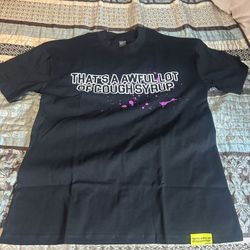 THAT'S A AWFUL LOT
OF COUGH SYRUP